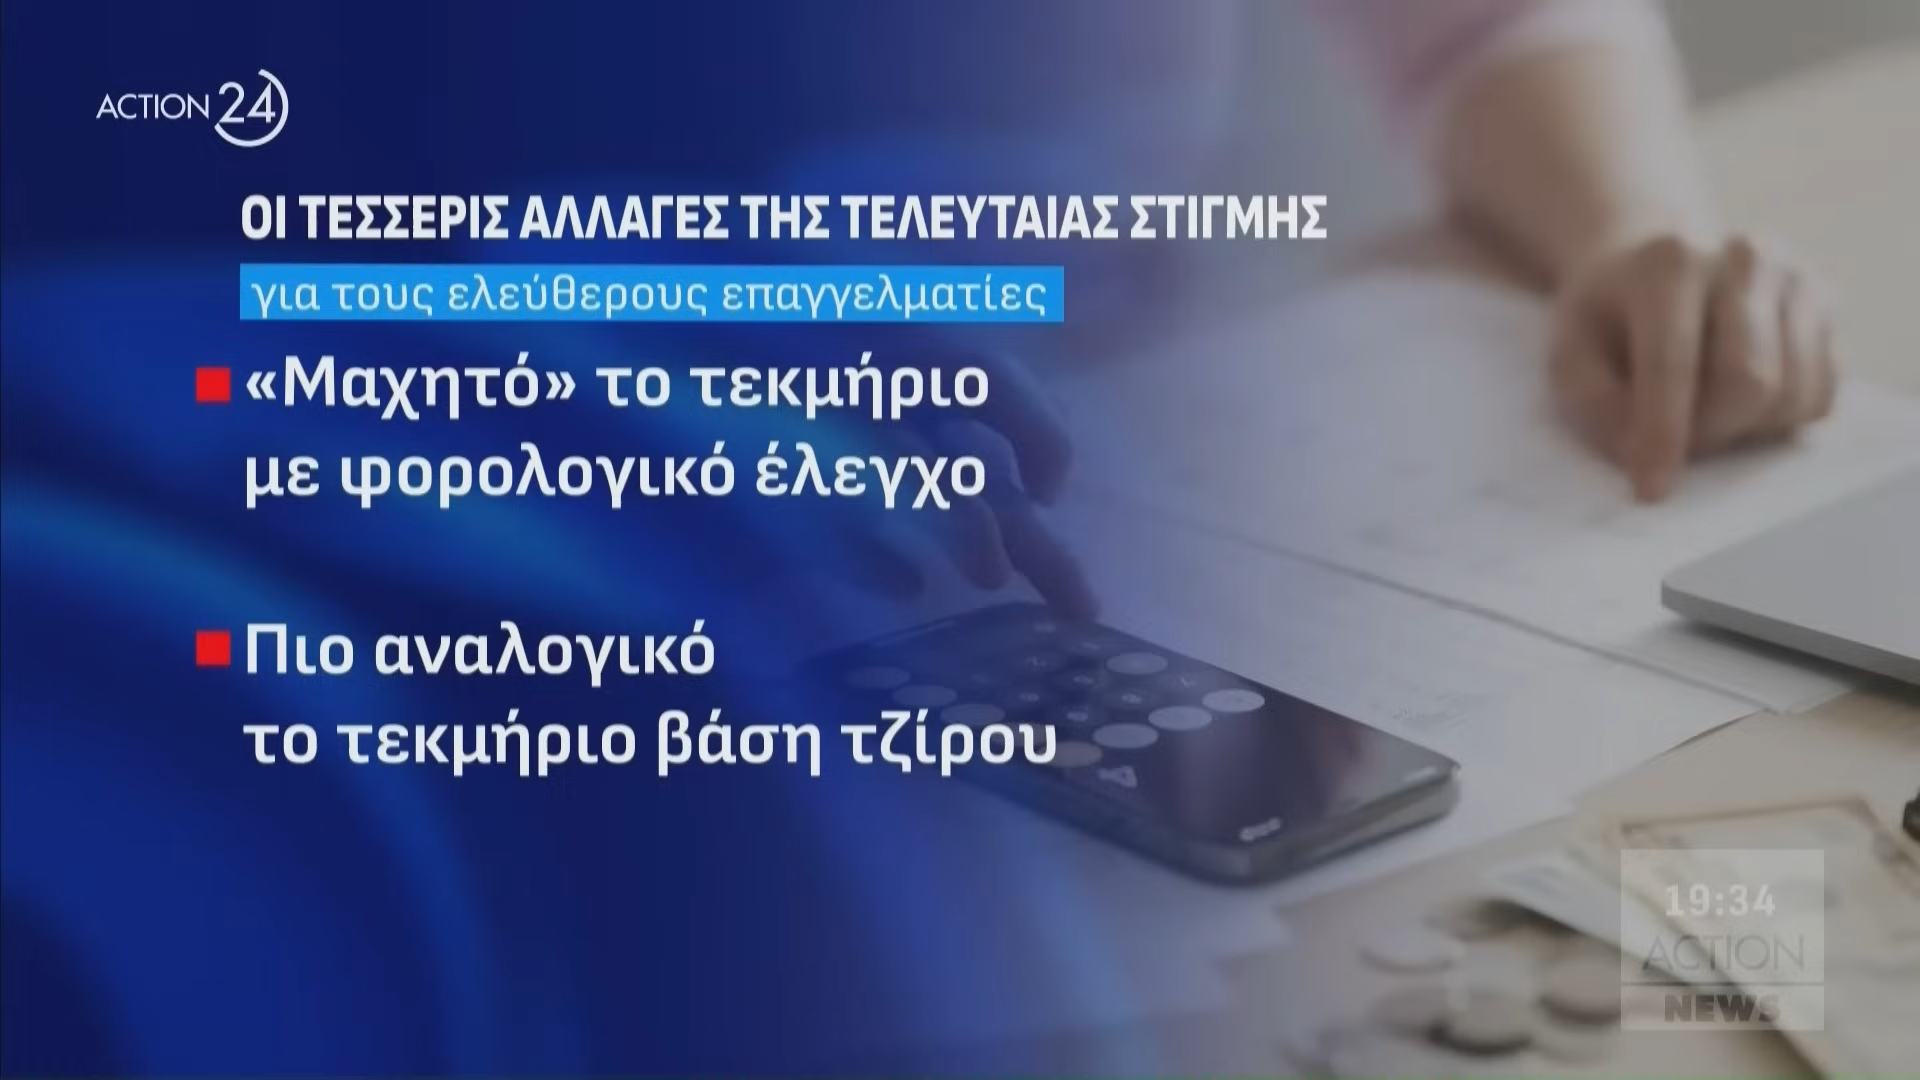 ACTION 24
ΟΙ ΤΕΣΣΕΡΙΣ ΑΛΛΑΓΕΣ ΤΗΣ ΤΕΛΕΥΤΑΙΑΣ ΣΤΙΓΜΗΣ
για τους ελεύθερους επαγγελματίες
«Μαχητό» το τεκμήριο
με φορολογικό έλεγχο
Πιο αναλογικό
το τεκμήριο βάση τζίρου
19:34
ACTION
NEWS